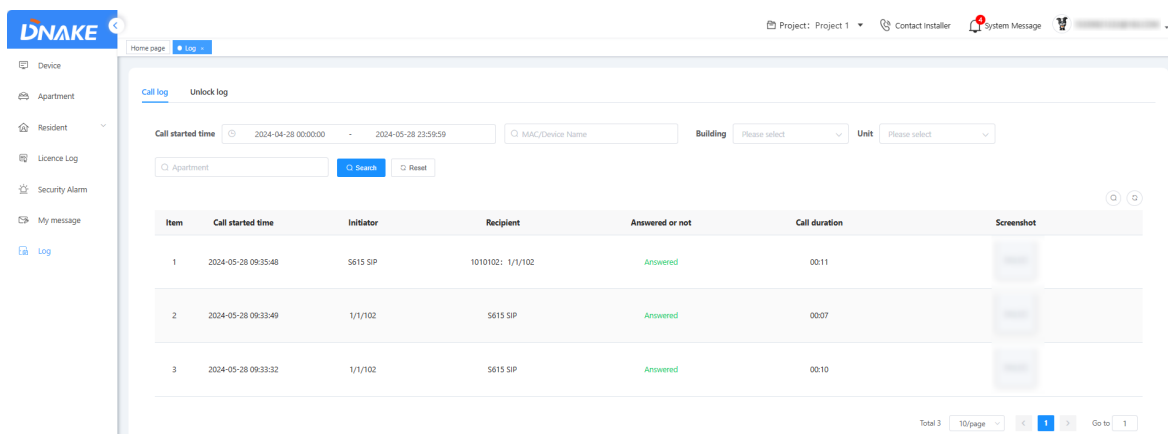 DNAKE
Project: Project 1
Contact Installer
4
System Message
Home page
Log ×
Device
Apartment
Resident
Licence Log
Security Alarm
My message
Log
Call log
Unlock log
Call started time
2024-04-28 00:00:00 - 2024-05-28 23:59:59
MAC/Device Name
Building
Please select
Unit
Please select
Apartment
Search
Reset
Item Call started time Initiator Recipient Answered or not Call duration Screenshot
1 2024-05-28 09:35:48 S615 SIP 1010102: 1/1/102 Answered 00:11
2 2024-05-28 09:33:49 1/1/102 S615 SIP Answered 00:07
3 2024-05-28 09:33:32 1/1/102 S615 SIP Answered 00:10
Total 3 10/page < 1 > Go to 1